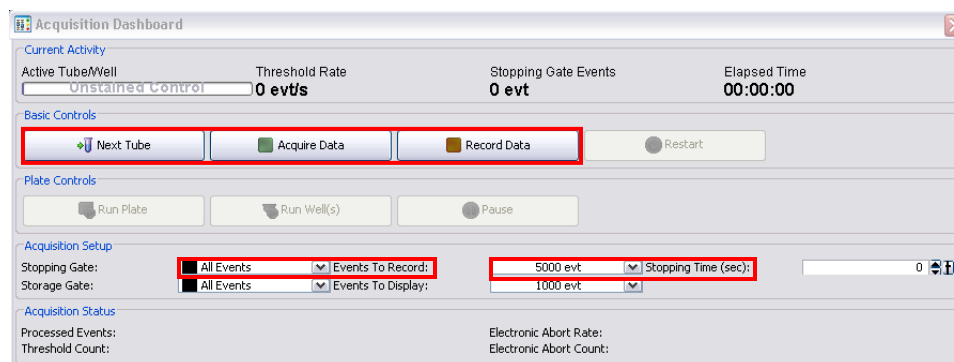 Acquisition Dashboard
Current Activity
Active Tube/Well Threshold Rate Stopping Gate Events Elapsed Time
Unstained Control 0 evt/s 0 evt 00:00:00
Basic Controls
Next Tube Acquire Data Record Data Restart
Plate Controls
Run Plate Run Well(s) Pause
Acquisition Setup
Stopping Gate: All Events Events To Record: 5000 evt Stopping Time (sec): 0
Storage Gate: All Events Events To Display: 1000 evt
Acquisition Status
Processed Events: Electronic Abort Rate:
Threshold Count: Electronic Abort Count: